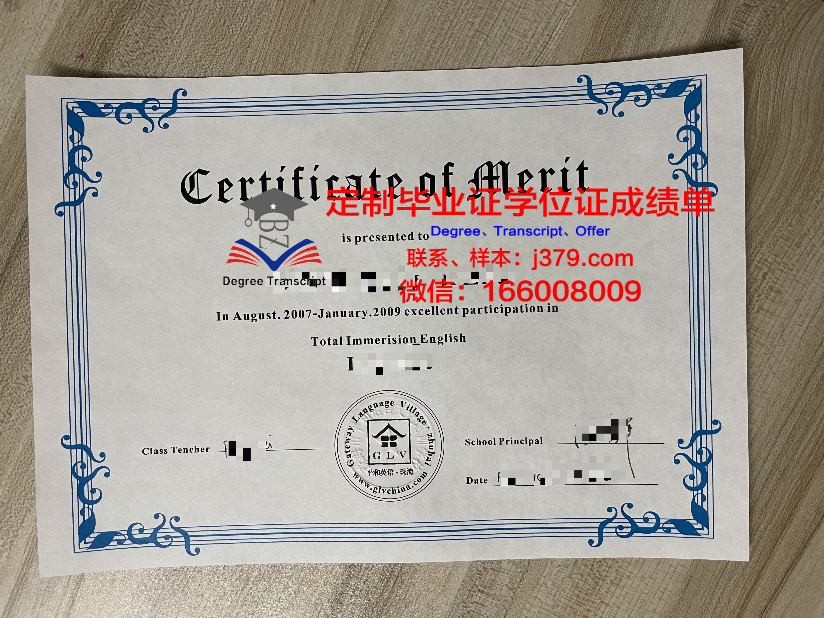 Certificate of Merit
定制毕业证学位证成绩单
BZ
is presented to
Degree、Transcript、Offer
联系、样本：j379.com
Degree Transcript
微信：166008009
In August. 2007-January.2009 excellent participation in
Total Immerision English
Gateway Language Village · zhuhai
GLV
www.glvchina.com
Class Tencher
School Principal
Date